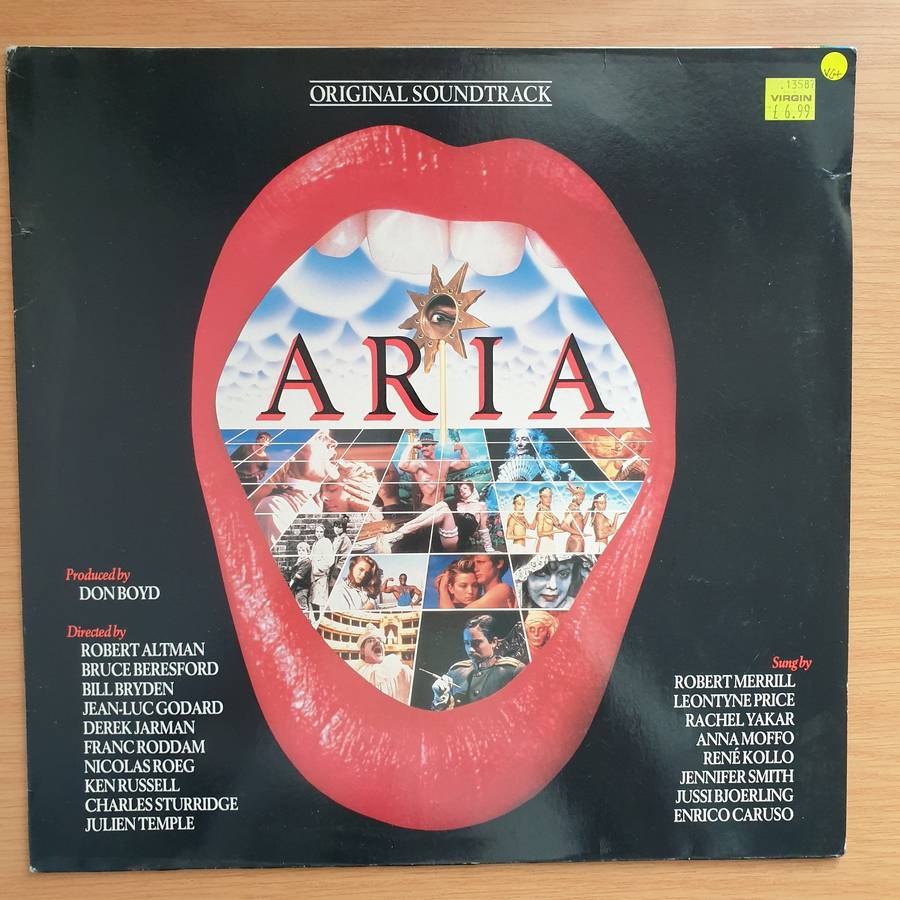 ORIGINAL SOUNDTRACK
VG+
.13587
VIRGIN
£6.99
ARIA
Produced by
DON BOYD
Directed by
ROBERT ALTMAN
BRUCE BERESFORD
BILL BRYDEN
JEAN-LUC GODARD
DEREK JARMAN
FRANC RODDAM
NICOLAS ROEG
KEN RUSSELL
CHARLES STURRIDGE
JULIEN TEMPLE
Sung by
ROBERT MERRILL
LEONTYNE PRICE
RACHEL YAKAR
ANNA MOFFO
RENÉ KOLLO
JENNIFER SMITH
JUSSI BJOERLING
ENRICO CARUSO